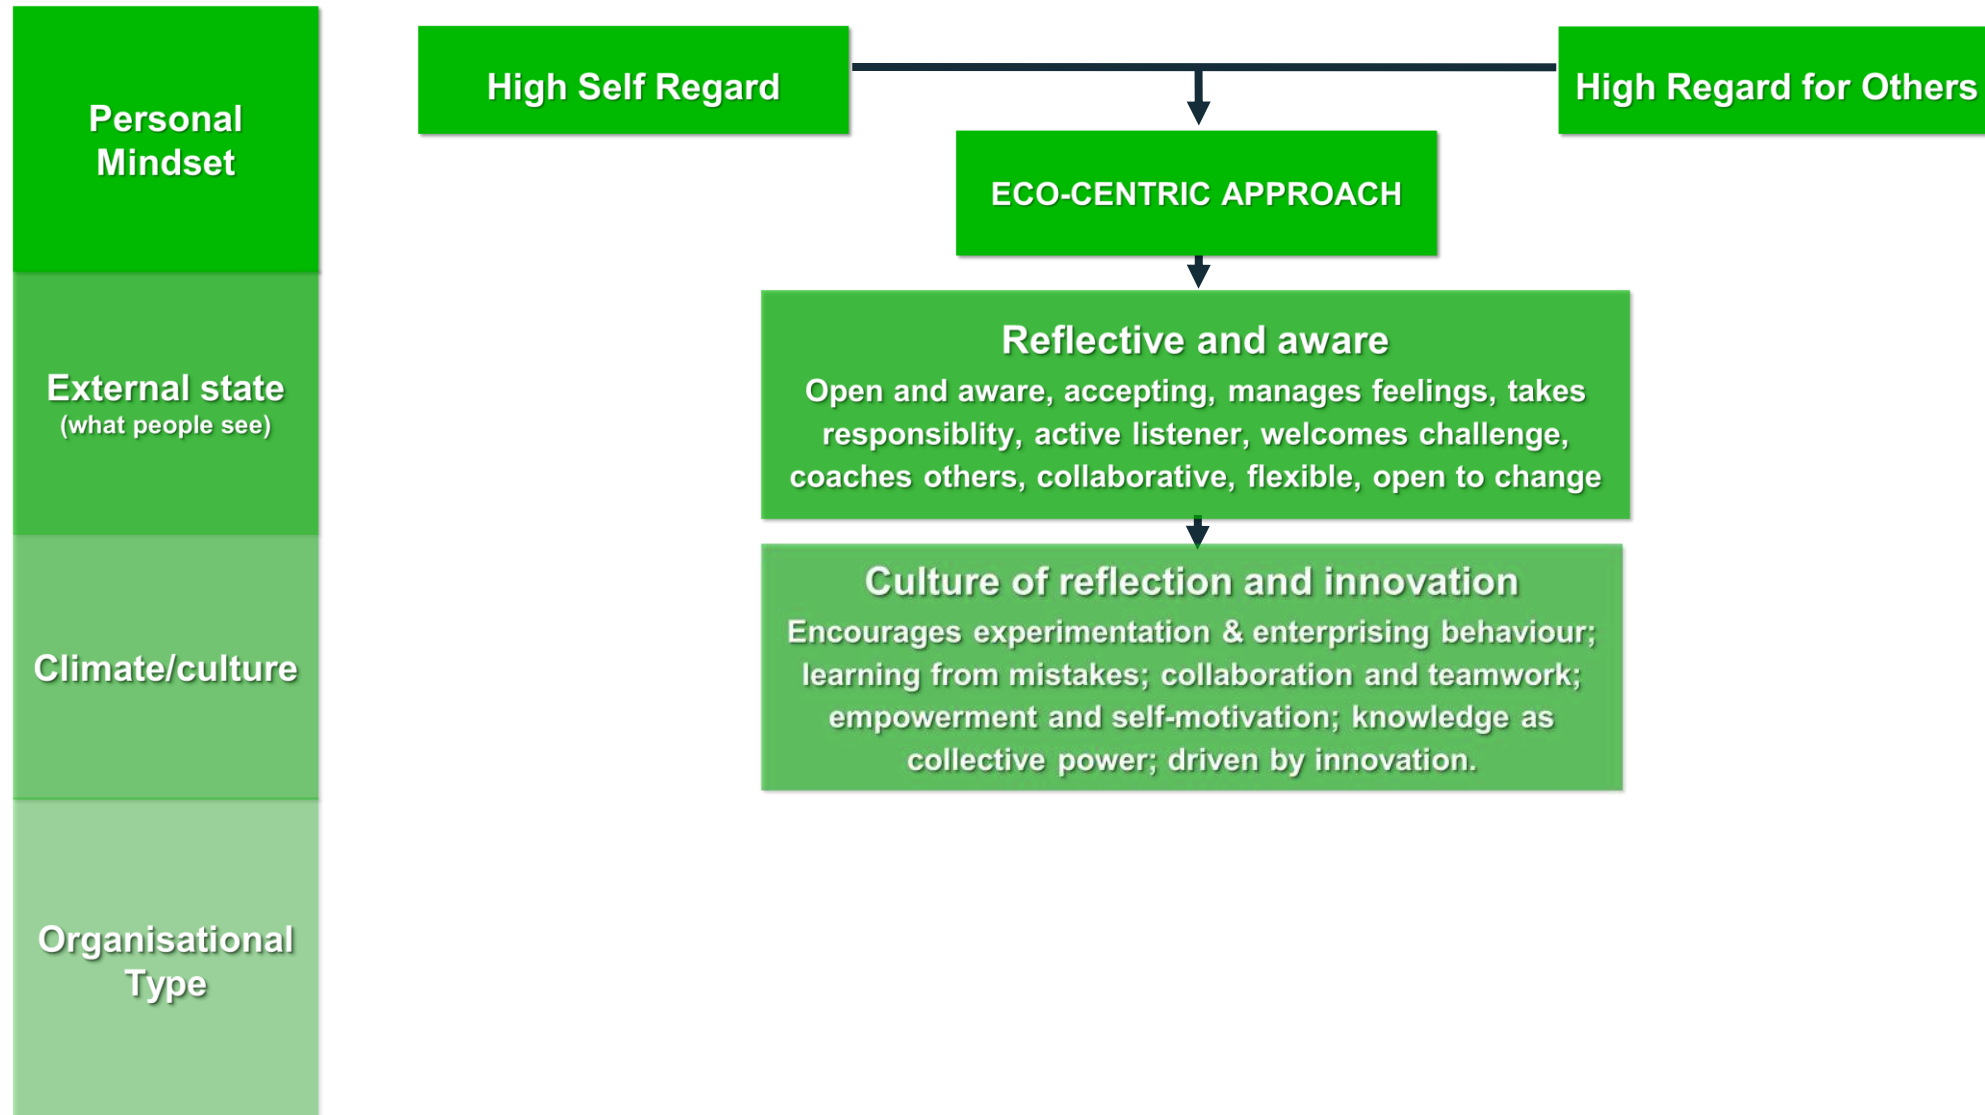 Personal
Mindset
High Self Regard
High Regard for Others
ECO-CENTRIC APPROACH
External state
(what people see)
Reflective and aware
Open and aware, accepting, manages feelings, takes
responsiblity, active listener, welcomes challenge,
coaches others, collaborative, flexible, open to change
Climate/culture
Culture of reflection and innovation
Encourages experimentation & enterprising behaviour;
learning from mistakes; collaboration and teamwork;
empowerment and self-motivation; knowledge as
collective power; driven by innovation.
Organisational
Type